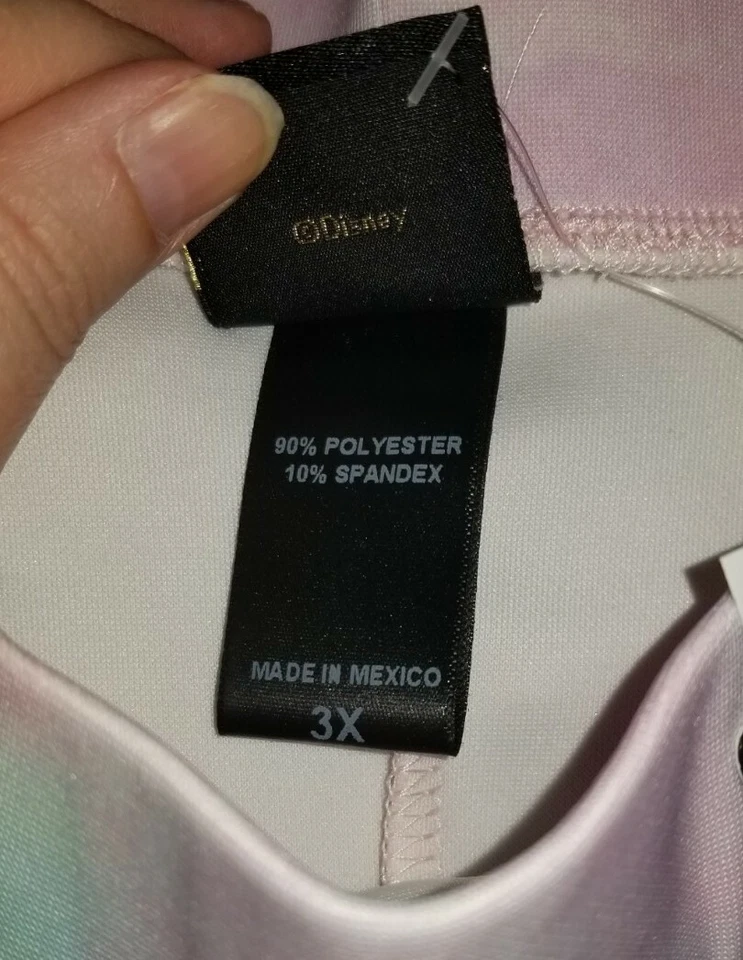 ©Disney
90% POLYESTER
10% SPANDEX
MADE IN MEXICO
3X